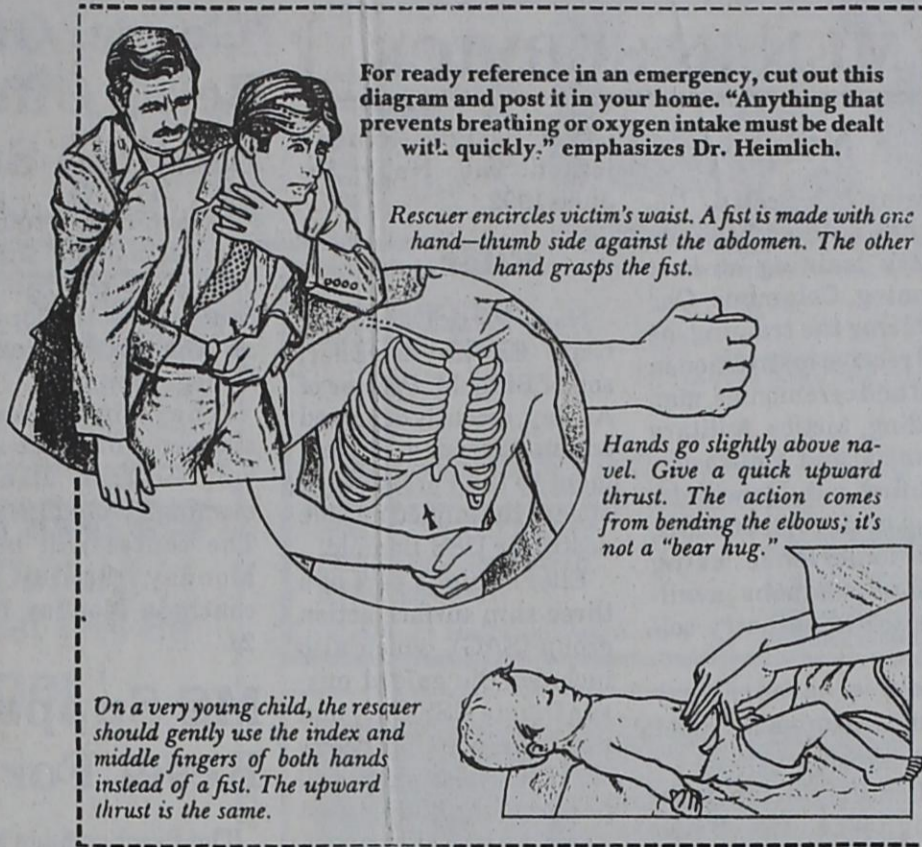 For ready reference in an emergency, cut out this
diagram and post it in your home. “Anything that
prevents breathing or oxygen intake must be dealt
with quickly.” emphasizes Dr. Heimlich.
Rescuer encircles victim's waist. A fist is made with one
hand—thumb side against the abdomen. The other
hand grasps the fist.
Hands go slightly above na-
vel. Give a quick upward
thrust. The action comes
from bending the elbows; it's
not a “bear hug.”
On a very young child, the rescuer
should gently use the index and
middle fingers of both hands
instead of a fist. The upward
thrust is the same.